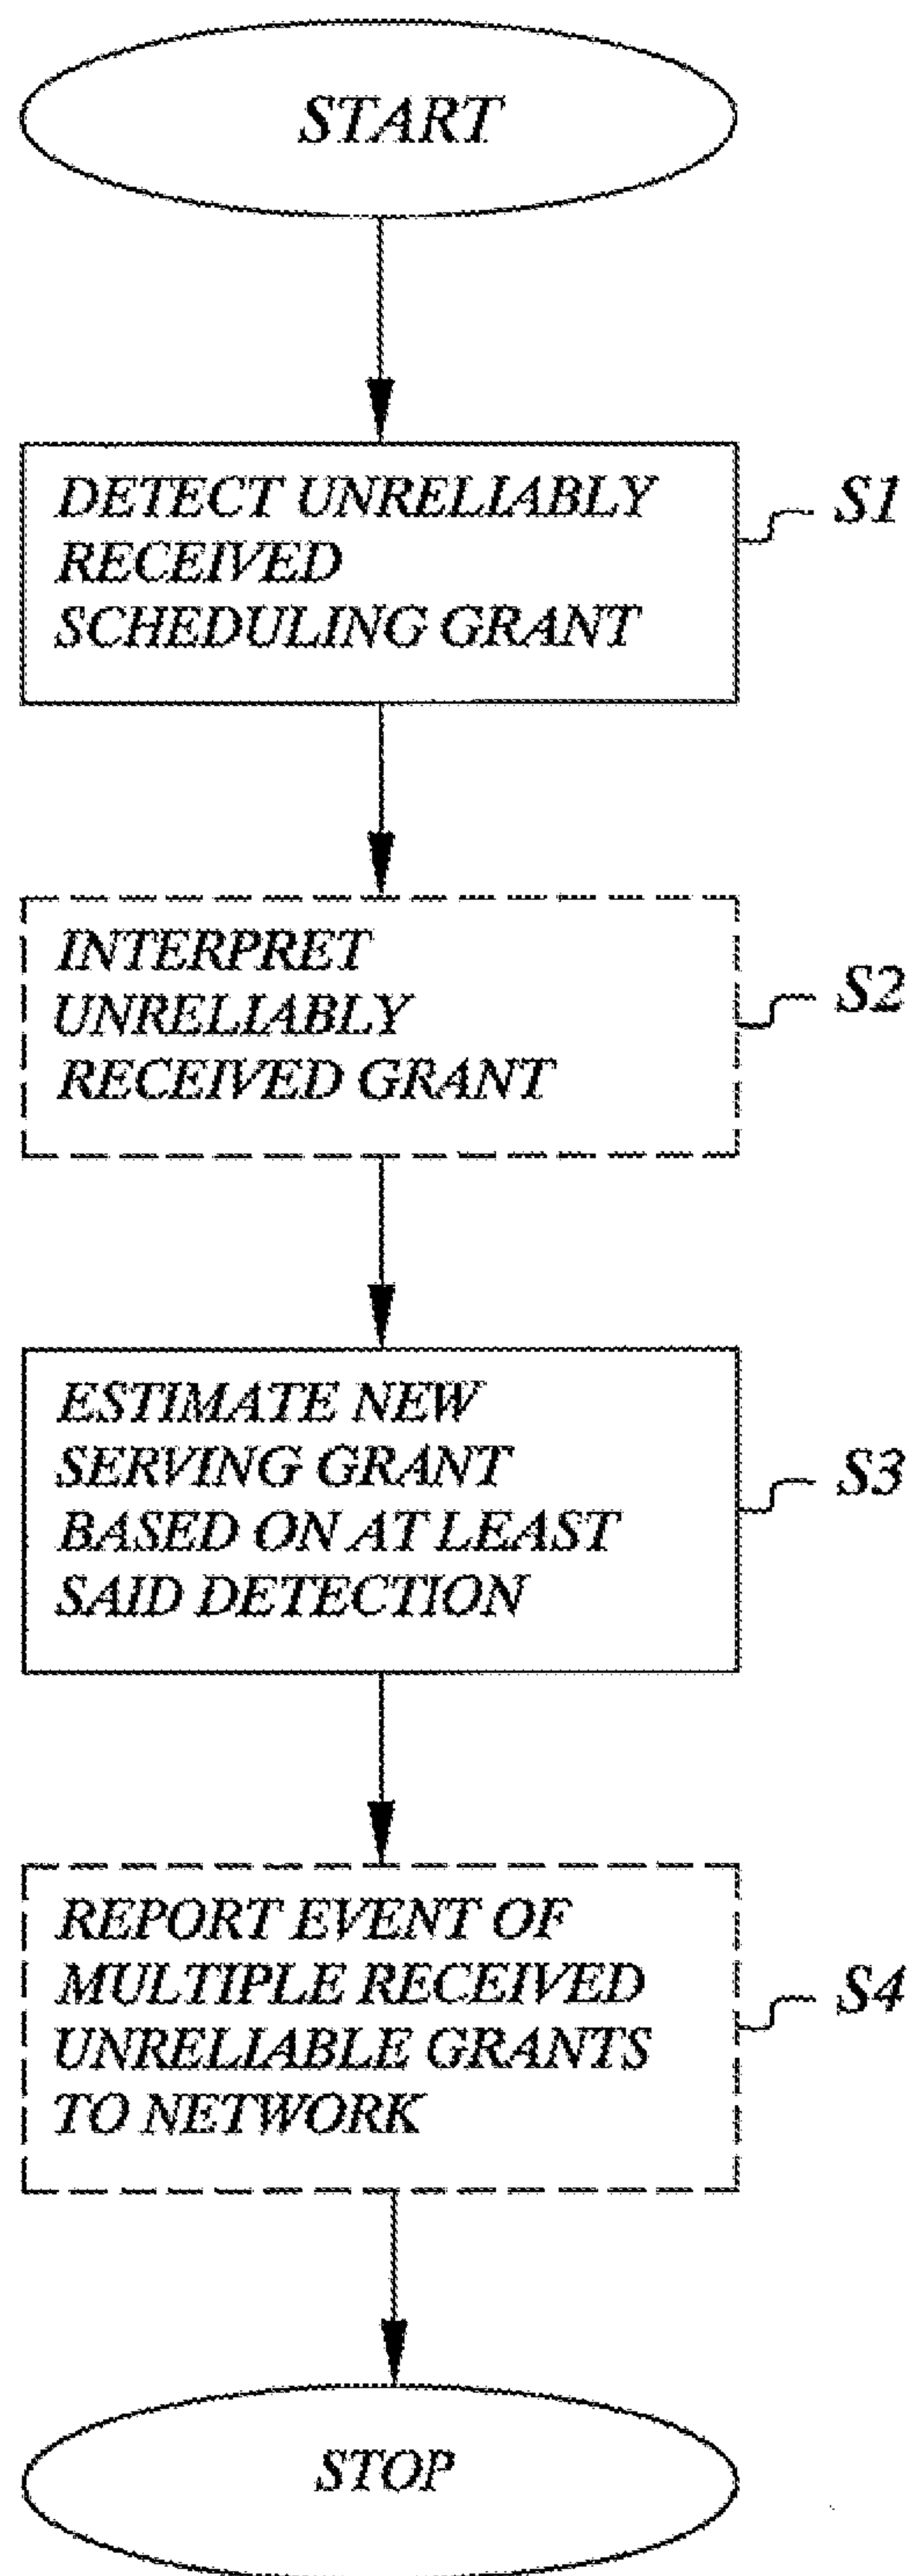 START
DETECT UNRELIABLY
RECEIVED
SCHEDULING GRANT
S1
INTERPRET
UNRELIABLY
RECEIVED GRANT
S2
ESTIMATE NEW
SERVING GRANT
BASED ON AT LEAST
SAID DETECTION
S3
REPORT EVENT OF
MULTIPLE RECEIVED
UNRELIABLE GRANTS
TO NETWORK
S4
STOP